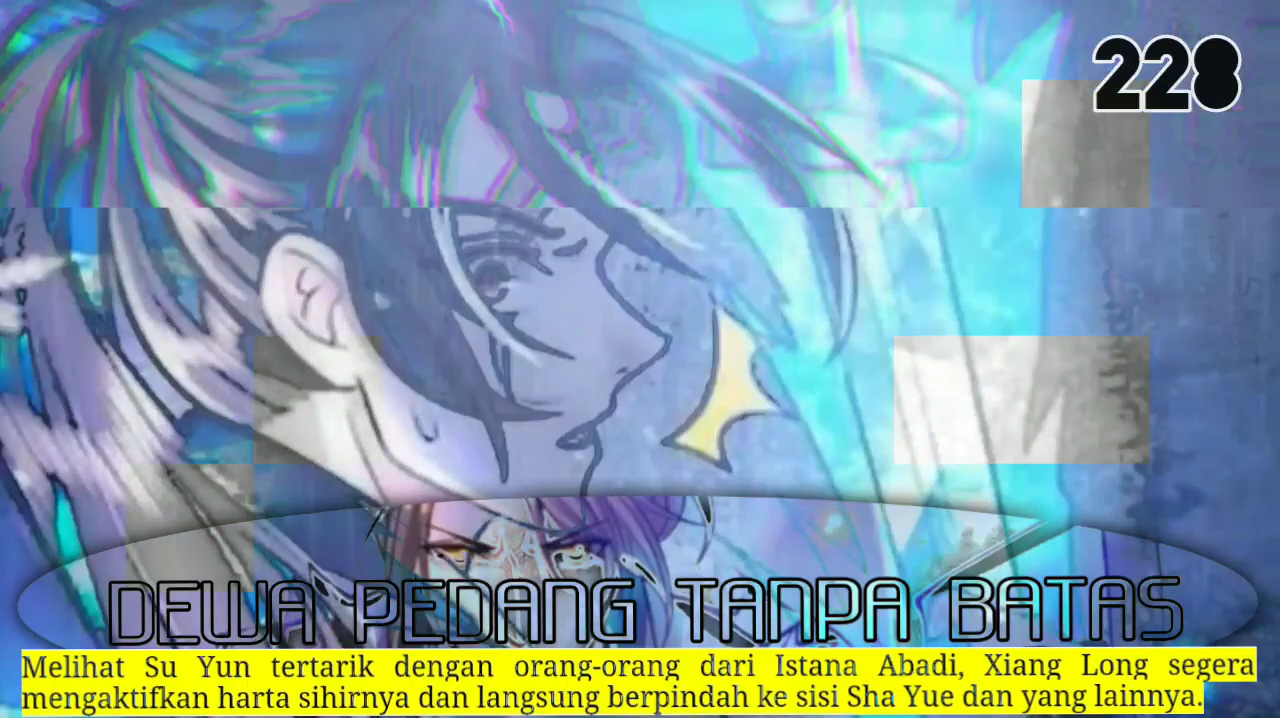 228
DEWA PEDANG TANPA BATAS
Melihat Su Yun tertarik dengan orang-orang dari Istana Abadi, Xiang Long segera
mengaktifkan harta sihirnya dan langsung berpindah ke sisi Sha Yue dan yang lainnya.